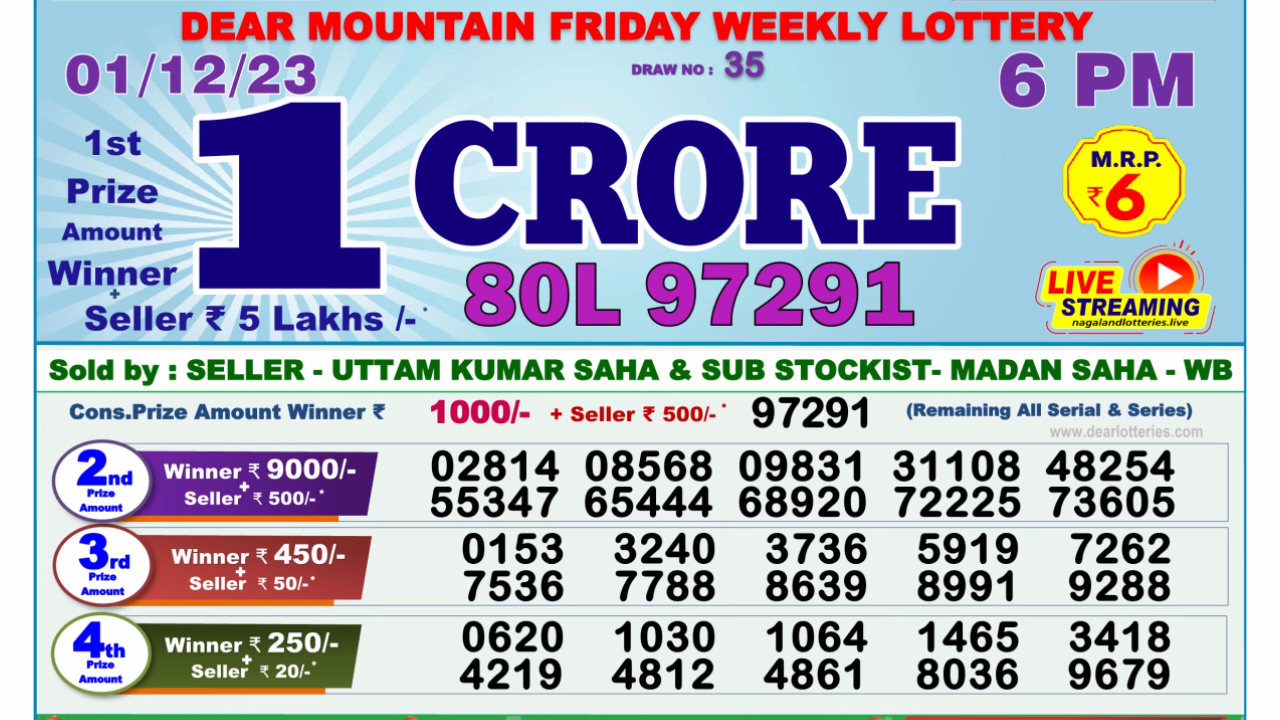 DEAR MOUNTAIN FRIDAY WEEKLY LOTTERY
01/12/23
DRAW NO : 35
6 PM
1st
Prize
Amount
Winner
+
Seller ₹ 5 Lakhs /-*
1 CRORE
80L 97291
M.R.P.
₹6
LIVE
STREAMING
nagalandlotteries.live
Sold by : SELLER - UTTAM KUMAR SAHA & SUB STOCKIST- MADAN SAHA - WB
Cons.Prize Amount Winner ₹ 1000/- + Seller ₹ 500/-* 97291 (Remaining All Serial & Series)
www.dearlotteries.com
2nd
Prize
Amount
Winner ₹ 9000/-
+
Seller ₹ 500/-*
02814 08568 09831 31108 48254
55347 65444 68920 72225 73605
3rd
Prize
Amount
Winner ₹ 450/-
+
Seller ₹ 50/-*
0153 3240 3736 5919 7262
7536 7788 8639 8991 9288
4th
Prize
Amount
Winner ₹ 250/-
+
Seller ₹ 20/-*
0620 1030 1064 1465 3418
4219 4812 4861 8036 9679